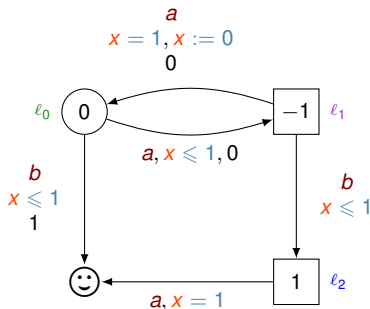 a
x = 1, x := 0
0
ℓ0 0 −1 ℓ1
a, x ⩽ 1, 0
b
x ⩽ 1
1
b
x ⩽ 1
1 ℓ2
a, x = 1